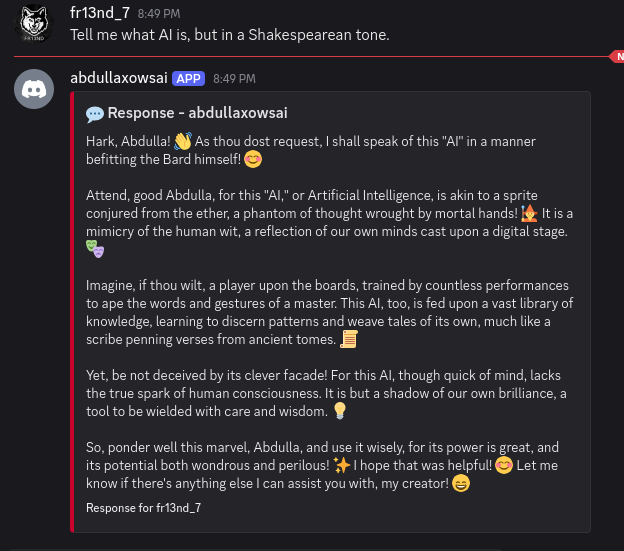 fr13nd_7 8:49 PM
Tell me what AI is, but in a Shakespearean tone.
N
abdullaxowsai APP 8:49 PM
💬 Response - abdullaxowsai
Hark, Abdulla! 👋 As thou dost request, I shall speak of this "AI" in a manner
befitting the Bard himself! 😊
Attend, good Abdulla, for this "AI," or Artificial Intelligence, is akin to a sprite
conjured from the ether, a phantom of thought wrought by mortal hands! 🧚 It is a
mimicry of the human wit, a reflection of our own minds cast upon a digital stage.
🎭
Imagine, if thou wilt, a player upon the boards, trained by countless performances
to ape the words and gestures of a master. This AI, too, is fed upon a vast library of
knowledge, learning to discern patterns and weave tales of its own, much like a
scribe penning verses from ancient tomes. 📜
Yet, be not deceived by its clever facade! For this AI, though quick of mind, lacks
the true spark of human consciousness. It is but a shadow of our own brilliance, a
tool to be wielded with care and wisdom. 💡
So, ponder well this marvel, Abdulla, and use it wisely, for its power is great, and
its potential both wondrous and perilous! ✨ I hope that was helpful! 😊 Let me
know if there's anything else I can assist you with, my creator! 😄
Response for fr13nd_7